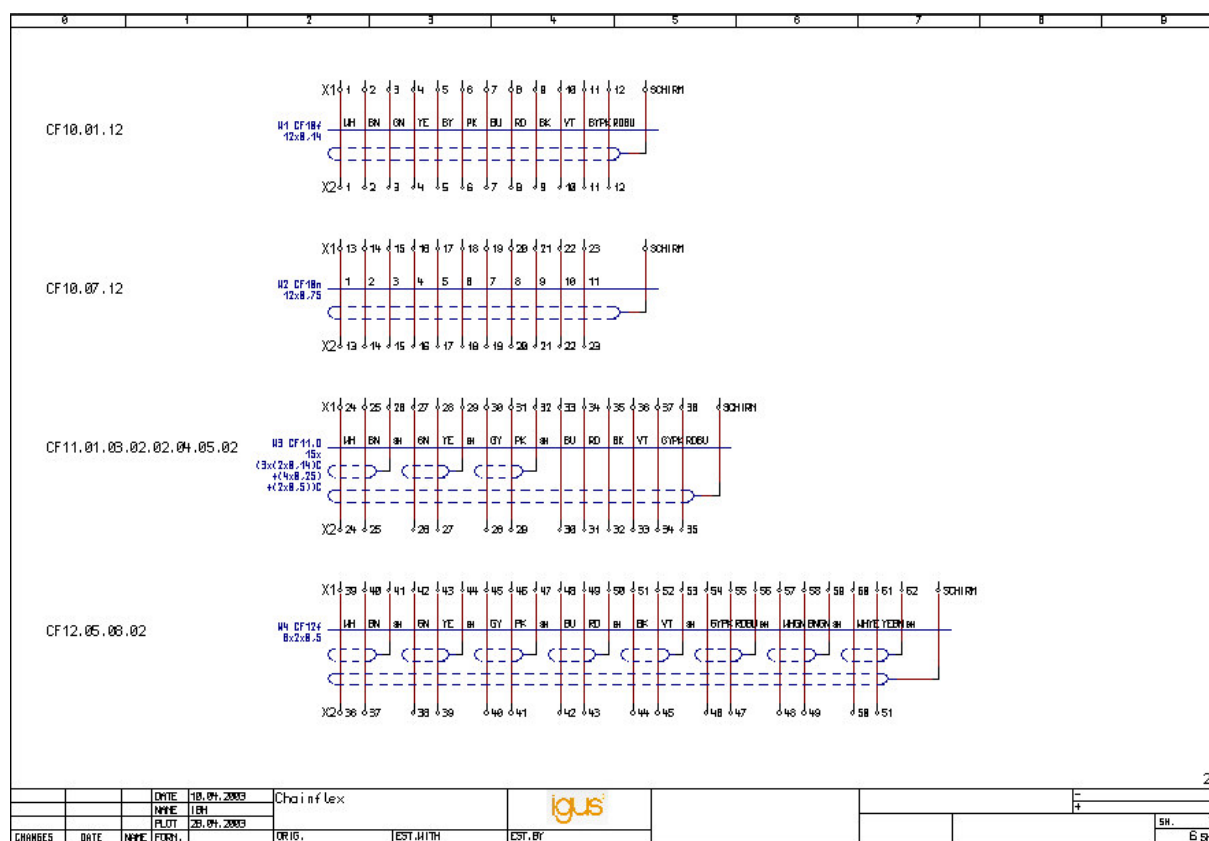 0 1 2 3 4 5 6 7 8 9
X1 1 2 3 4 5 6 7 8 9 10 11 12 SCHIRM
CF10.01.12
W1 CF10f WH BN GN YE BY PK BU RD BK VT BYPK RDBU
12x0,14
X2 1 2 3 4 5 6 7 8 9 10 11 12
X1 13 14 15 16 17 18 19 20 21 22 23 SCHIRM
CF10.07.12
W2 CF10n 1 2 3 4 5 6 7 8 9 10 11
12x0,75
X2 13 14 15 16 17 18 19 20 21 22 23
X1 24 25 26 27 28 29 30 31 32 33 34 35 36 37 38 SCHIRM
CF11.01.03.02.02.04.05.02
W3 CF11.D WH BN SH GN YE SH GY PK SH BU RD BK VT GYPK RDBU
15x
(3x(2x0,14)C
+(4x0,25)
+(2x0,5))C
X2 24 25 26 27 28 29 30 31 32 33 34 35
X1 39 40 41 42 43 44 45 46 47 48 49 50 51 52 53 54 55 56 57 58 59 60 61 62 SCHIRM
CF12.05.08.02
W4 CF12f WH BN SH GN YE SH GY PK SH BU RD SH BK VT SH GYPK RDBU SH WHGN BNGN SH WHYE YEBN SH
8x2x0,5
X2 36 37 38 39 40 41 42 43 44 45 46 47 48 49 50 51
2
DATE 10.04.2003 Chainflex igus -
NAME IBH +
PLOT 28.04.2003 SH.
CHANGES DATE NAME FORN. ORIG. EST.WITH EST.BY 6 SH